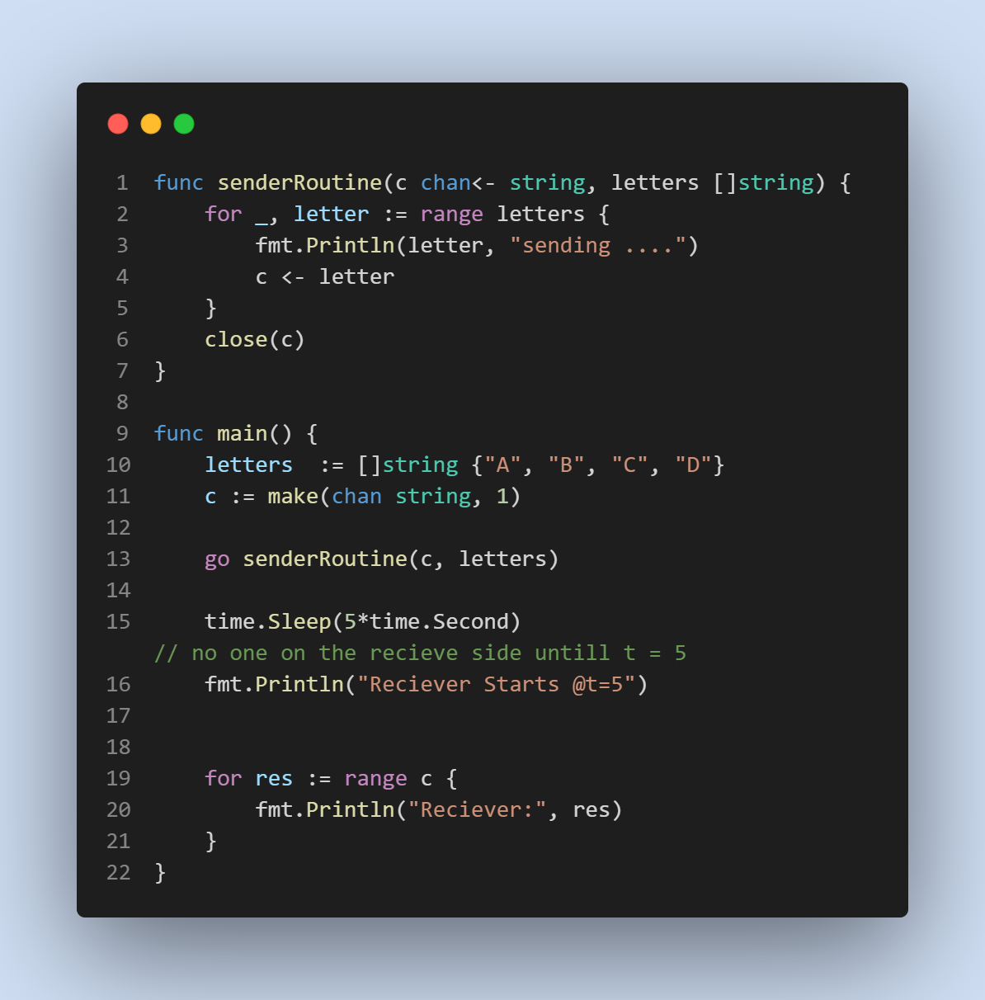 1 func senderRoutine(c chan<- string, letters []string) {
2     for _, letter := range letters {
3         fmt.Println(letter, "sending ....")
4         c <- letter
5     }
6     close(c)
7 }
8
9 func main() {
10     letters  := []string {"A", "B", "C", "D"}
11     c := make(chan string, 1)
12
13     go senderRoutine(c, letters)
14
15     time.Sleep(5*time.Second)
// no one on the recieve side untill t = 5
16     fmt.Println("Reciever Starts @t=5")
17
18
19     for res := range c {
20         fmt.Println("Reciever:", res)
21     }
22 }